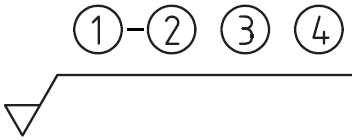 ①-② ③ ④